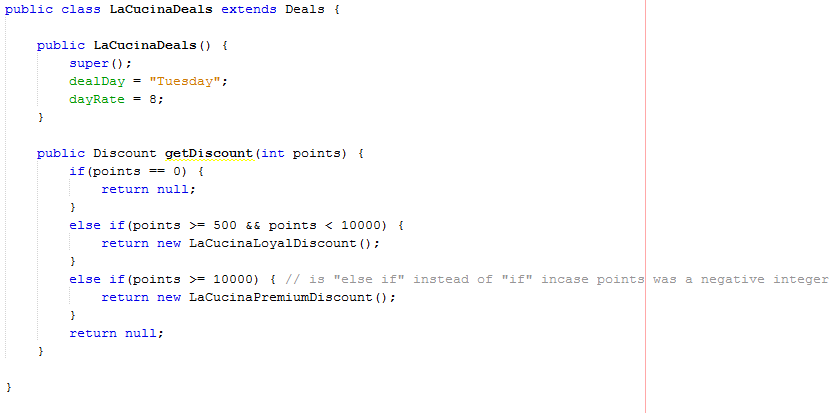 public class LaCucinaDeals extends Deals {
public LaCucinaDeals() {
super();
dealDay = "Tuesday";
dayRate = 8;
}
public Discount getDiscount(int points) {
if(points == 0) {
return null;
}
else if(points >= 500 && points < 10000) {
return new LaCucinaLoyalDiscount();
}
else if(points >= 10000) { // is "else if" instead of "if" incase points was a negative integer
return new LaCucinaPremiumDiscount();
}
return null;
}
}